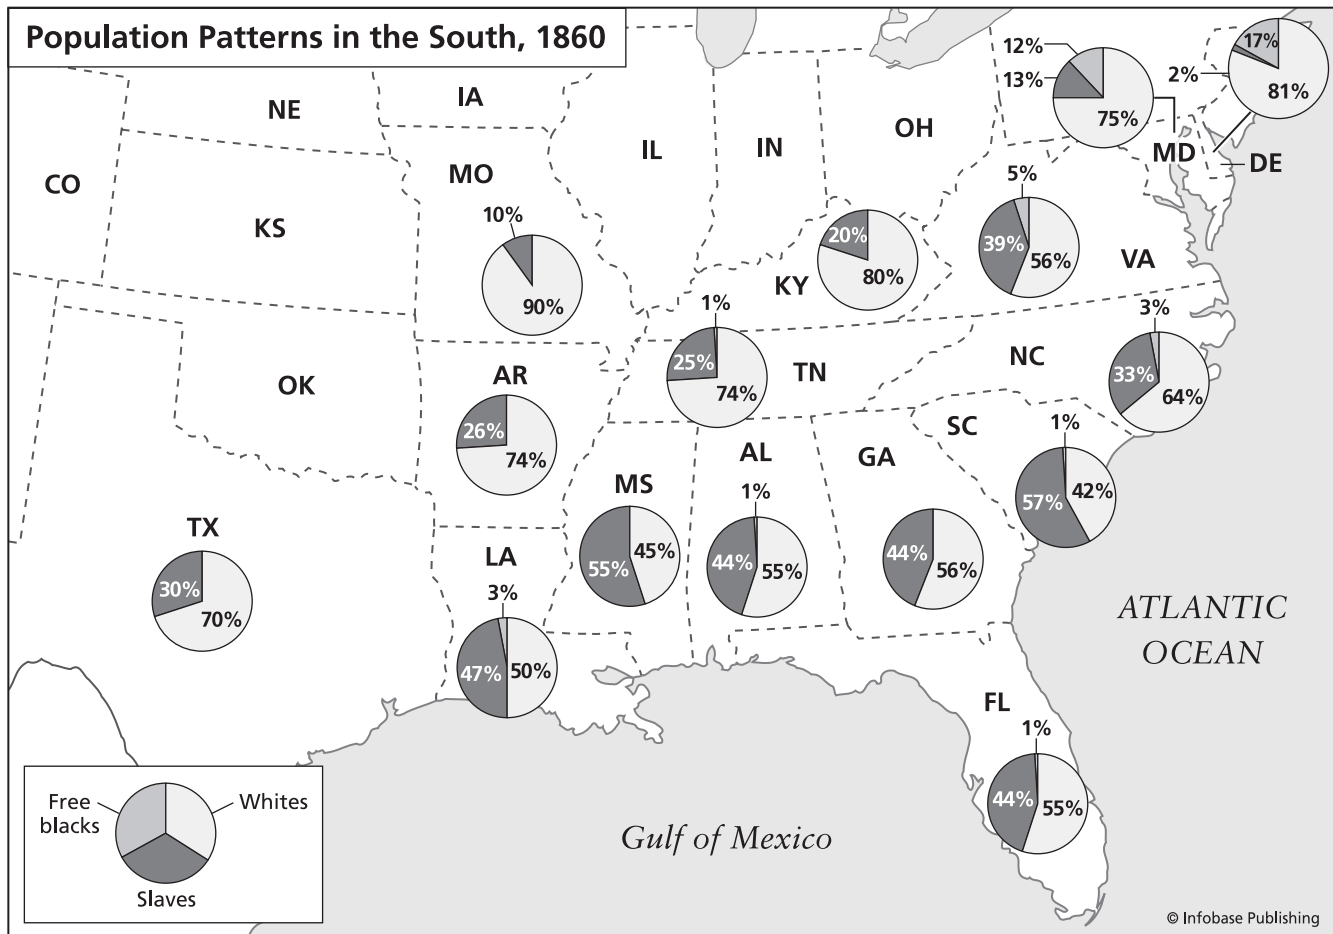 Population Patterns in the South, 1860
12%
17%
13%
2%
81%
75%
NE
IA
OH
IL
IN
MD
DE
CO
MO
5%
KS
10%
20%
39%
56%
VA
KY
80%
90%
1%
3%
NC
AR
25%
TN
33%
OK
74%
64%
SC
1%
26%
AL
GA
74%
MS
1%
57%
42%
TX
LA
45%
44%
44%
55%
55%
56%
30%
3%
70%
ATLANTIC
OCEAN
47%
50%
FL
1%
Free
blacks
Whites
44%
55%
Gulf of Mexico
Slaves
© Infobase Publishing